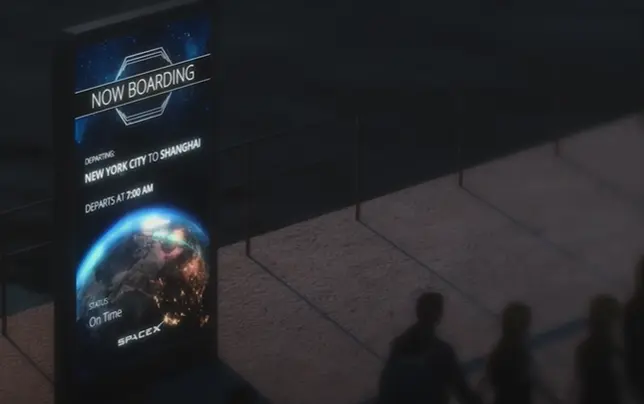 NOW BOARDING
DEPARTING:
NEW YORK CITY TO SHANGHAI
DEPARTS AT 7:00 AM
STATUS:
On Time
SPACEX